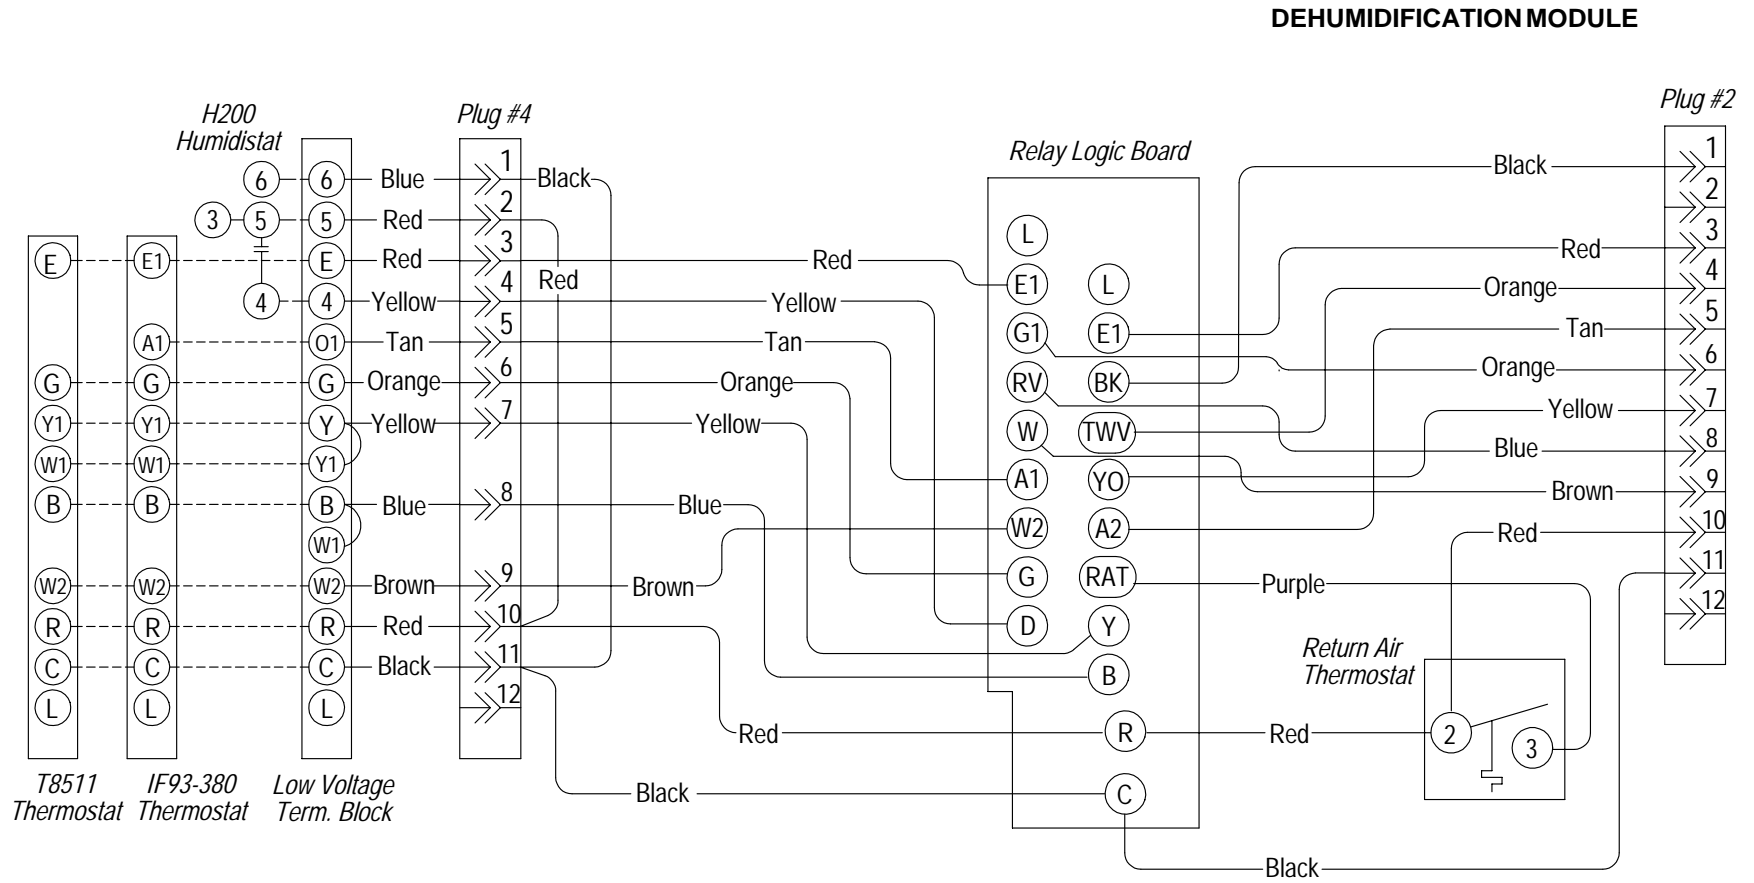 DEHUMIDIFICATION MODULE
H200
Humidistat
Plug #4
Relay Logic Board
Plug #2
6 6 Blue 1 Black
3 5 5 Red 2
E E1 E Red 3 Red
4 4 Yellow 4 Red Yellow
A1 O1 Tan 5 Tan
G G G Orange 6 Orange
Y1 Y1 Y Yellow 7 Yellow
W1 W1 Y1
B B B Blue 8 Blue
W1
W2 W2 W2 Brown 9 Brown
R R R Red 10
C C C Black 11
L L L 12
Red
Black
L
E1 L
G1 E1
RV BK
W TWV
A1 YO
W2 A2
G RAT
D Y
B
R
C
Black 1
2
Red 3
Orange 4
Tan 5
Orange 6
Yellow 7
Blue 8
Brown 9
Red 10
11
12
Purple
Return Air
Thermostat
Red 2 3
Black
T8511
Thermostat
IF93-380
Thermostat
Low Voltage
Term. Block